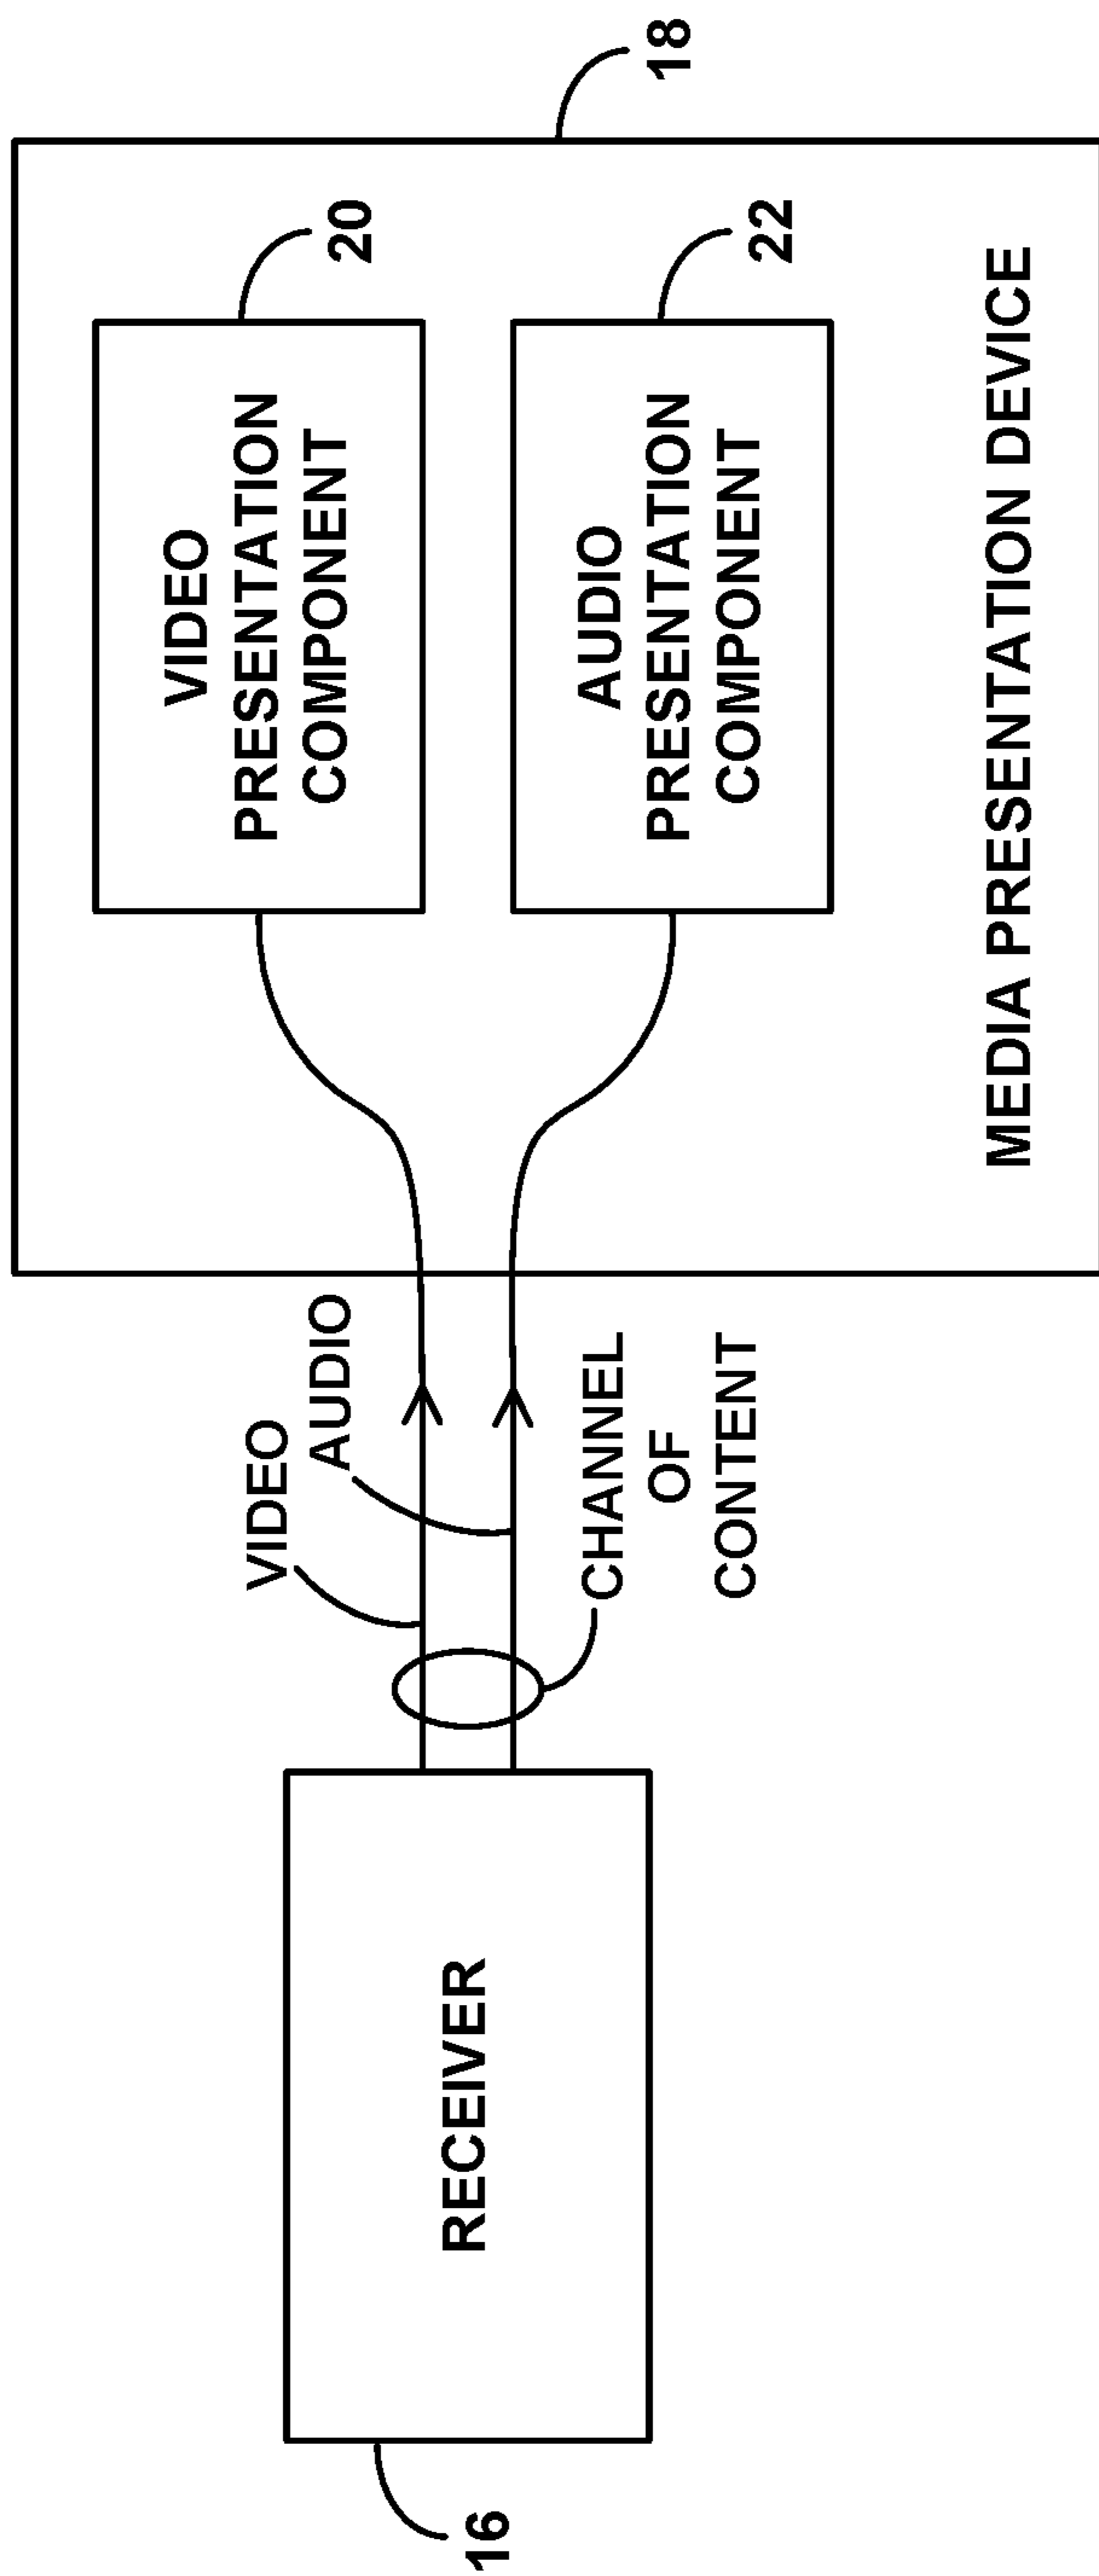 16
RECEIVER
VIDEO
AUDIO
CHANNEL
OF
CONTENT
VIDEO
PRESENTATION
COMPONENT
20
AUDIO
PRESENTATION
COMPONENT
22
MEDIA PRESENTATION DEVICE
18